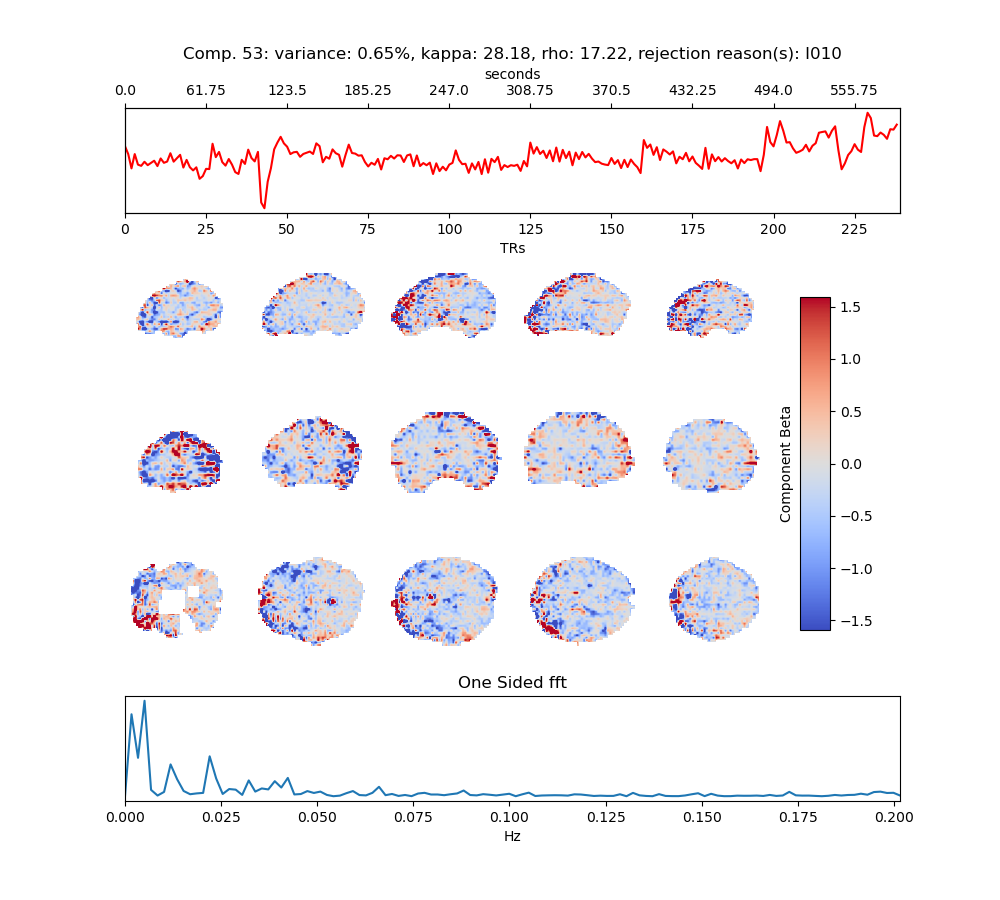 Comp. 53: variance: 0.65%, kappa: 28.18, rho: 17.22, rejection reason(s): I010
seconds
0.0 61.75 123.5 185.25 247.0 308.75 370.5 432.25 494.0 555.75
0 25 50 75 100 125 150 175 200 225
TRs
1.5
1.0
0.5
0.0
−0.5
−1.0
−1.5
Component Beta
One Sided fft
0.000 0.025 0.050 0.075 0.100 0.125 0.150 0.175 0.200
Hz